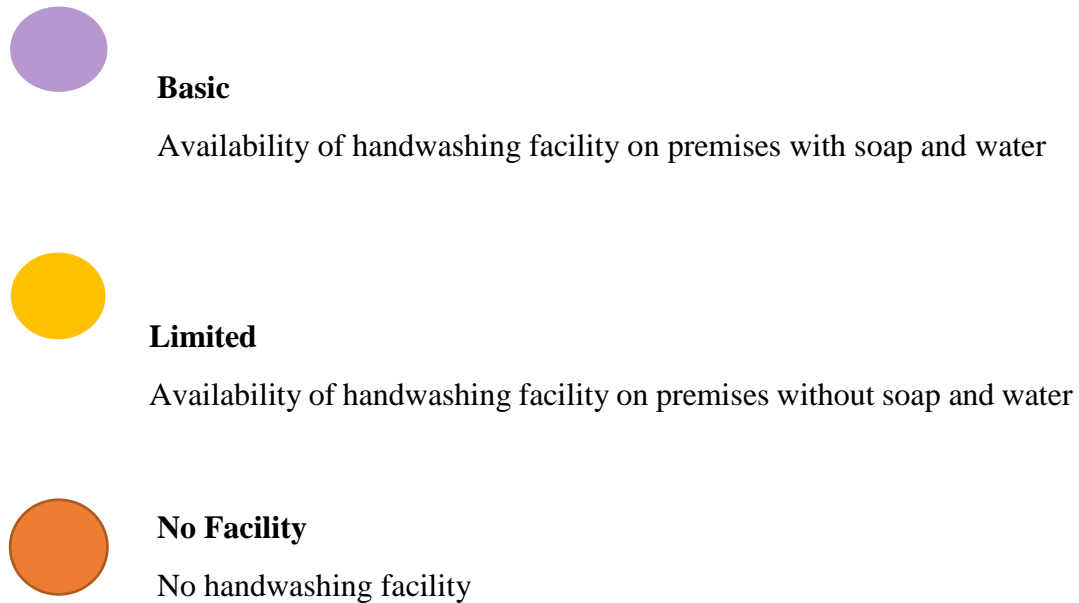 Basic
Availability of handwashing facility on premises with soap and water
Limited
Availability of handwashing facility on premises without soap and water
No Facility
No handwashing facility